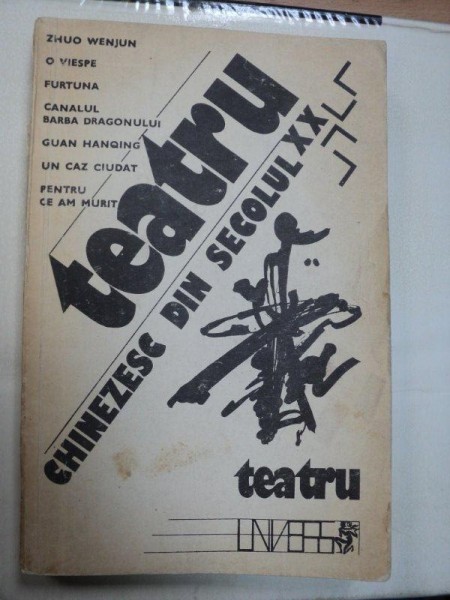 ZHUO WENJUN
O VIESPE
FURTUNA
CANALUL
BARBA DRAGONULUI
GUAN HANQING
UN CAZ CIUDAT
PENTRU
CE AM MURIT
teatru
CHINEZESC DIN SECOLUL XX
teatru
UNIVERS